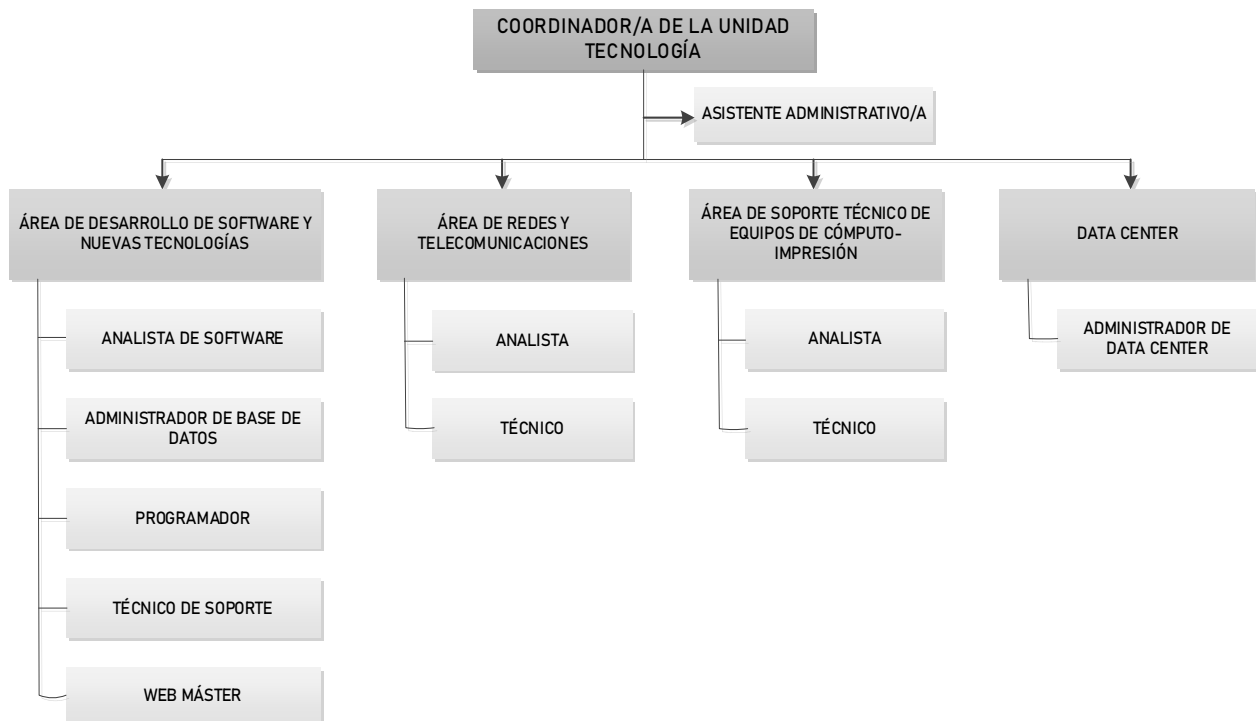 COORDINADOR/A DE LA UNIDAD
TECNOLOGÍA
ASISTENTE ADMINISTRATIVO/A
ÁREA DE DESARROLLO DE SOFTWARE Y
NUEVAS TECNOLOGÍAS
ÁREA DE REDES Y
TELECOMUNICACIONES
ÁREA DE SOPORTE TÉCNICO DE
EQUIPOS DE CÓMPUTO-
IMPRESIÓN
DATA CENTER
ANALISTA DE SOFTWARE
ADMINISTRADOR DE BASE DE
DATOS
PROGRAMADOR
TÉCNICO DE SOPORTE
WEB MÁSTER
ANALISTA
TÉCNICO
ANALISTA
TÉCNICO
ADMINISTRADOR DE
DATA CENTER